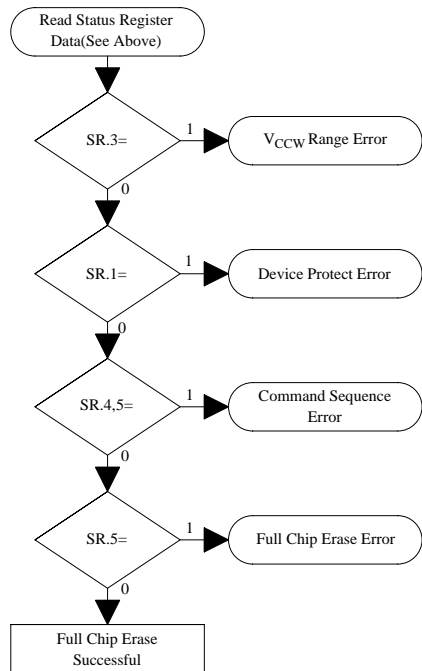 Read Status Register
Data(See Above)
SR.3=
1
VCCW Range Error
0
SR.1=
1
Device Protect Error
0
SR.4,5=
1
Command Sequence
Error
0
SR.5=
1
Full Chip Erase Error
0
Full Chip Erase
Successful